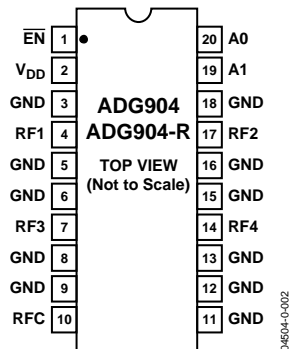 EN 1 20 A0
VDD 2 19 A1
GND 3 18 GND
ADG904
RF1 4 17 RF2
ADG904-R
GND 5 16 GND
TOP VIEW
(Not to Scale)
GND 6 15 GND
RF3 7 14 RF4
GND 8 13 GND
GND 9 12 GND
RFC 10 11 GND
04504-0-002